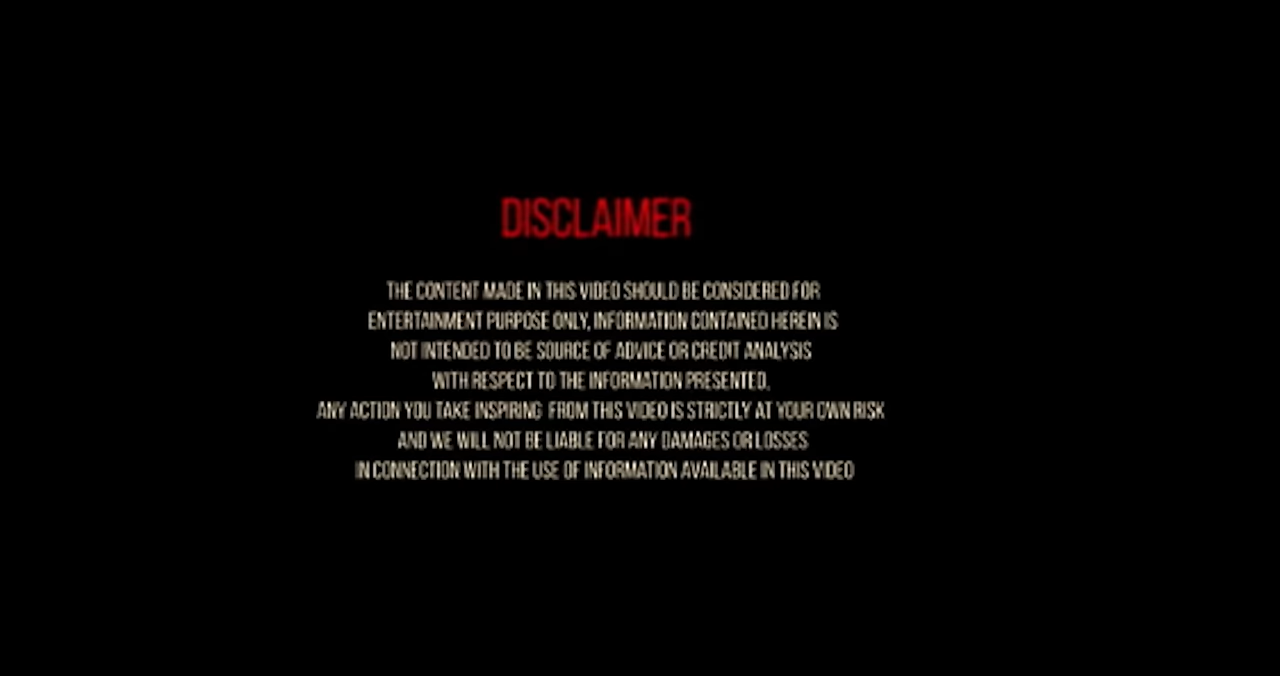 DISCLAIMER
THE CONTENT MADE IN THIS VIDEO SHOULD BE CONSIDERED FOR
ENTERTAINMENT PURPOSE ONLY, INFORMATION CONTAINED HEREIN IS
NOT INTENDED TO BE SOURCE OF ADVICE OR CREDIT ANALYSIS
WITH RESPECT TO THE INFORMATION PRESENTED,
ANY ACTION YOU TAKE INSPIRING FROM THIS VIDEO IS STRICTLY AT YOUR OWN RISK
AND WE WILL NOT BE LIABLE FOR ANY DAMAGES OR LOSSES
IN CONNECTION WITH THE USE OF INFORMATION AVAILABLE IN THIS VIDEO